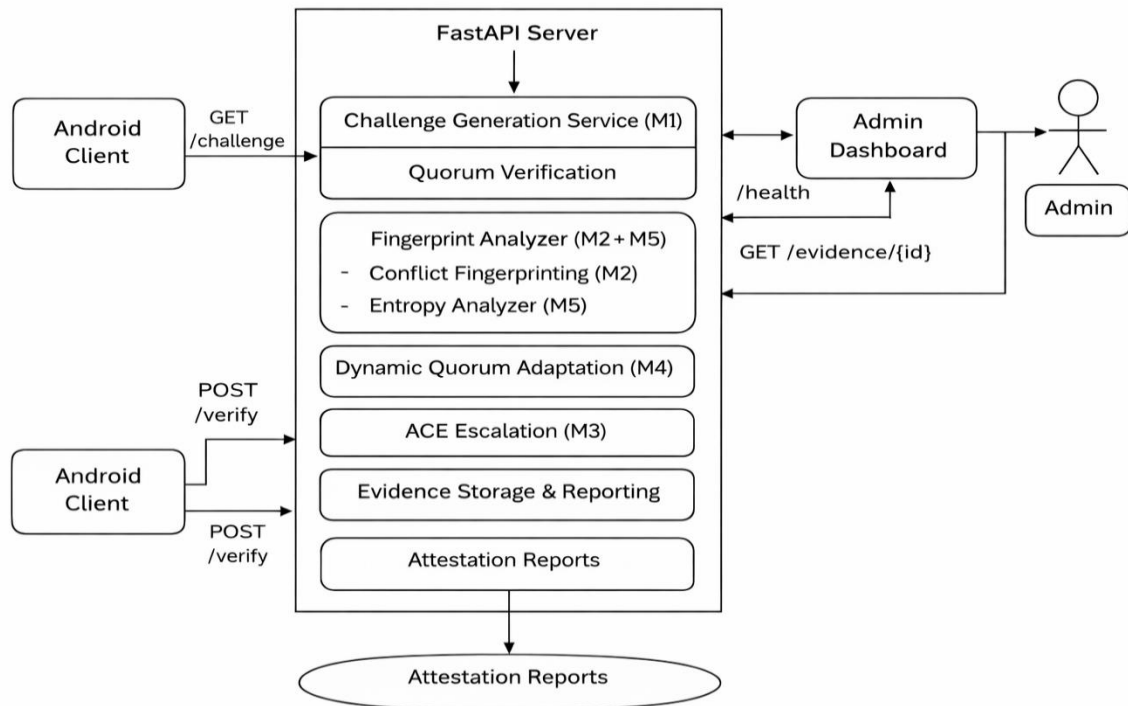 FastAPI Server
GET
/challenge
Android
Client
Challenge Generation Service (M1)
Quorum Verification
Admin
Dashboard
Admin
/health
GET /evidence/{id}
Fingerprint Analyzer (M2 + M5)
- Conflict Fingerprinting (M2)
- Entropy Analyzer (M5)
Dynamic Quorum Adaptation (M4)
POST
/verify
ACE Escalation (M3)
Android
Client
Evidence Storage & Reporting
POST
/verify
Attestation Reports
Attestation Reports